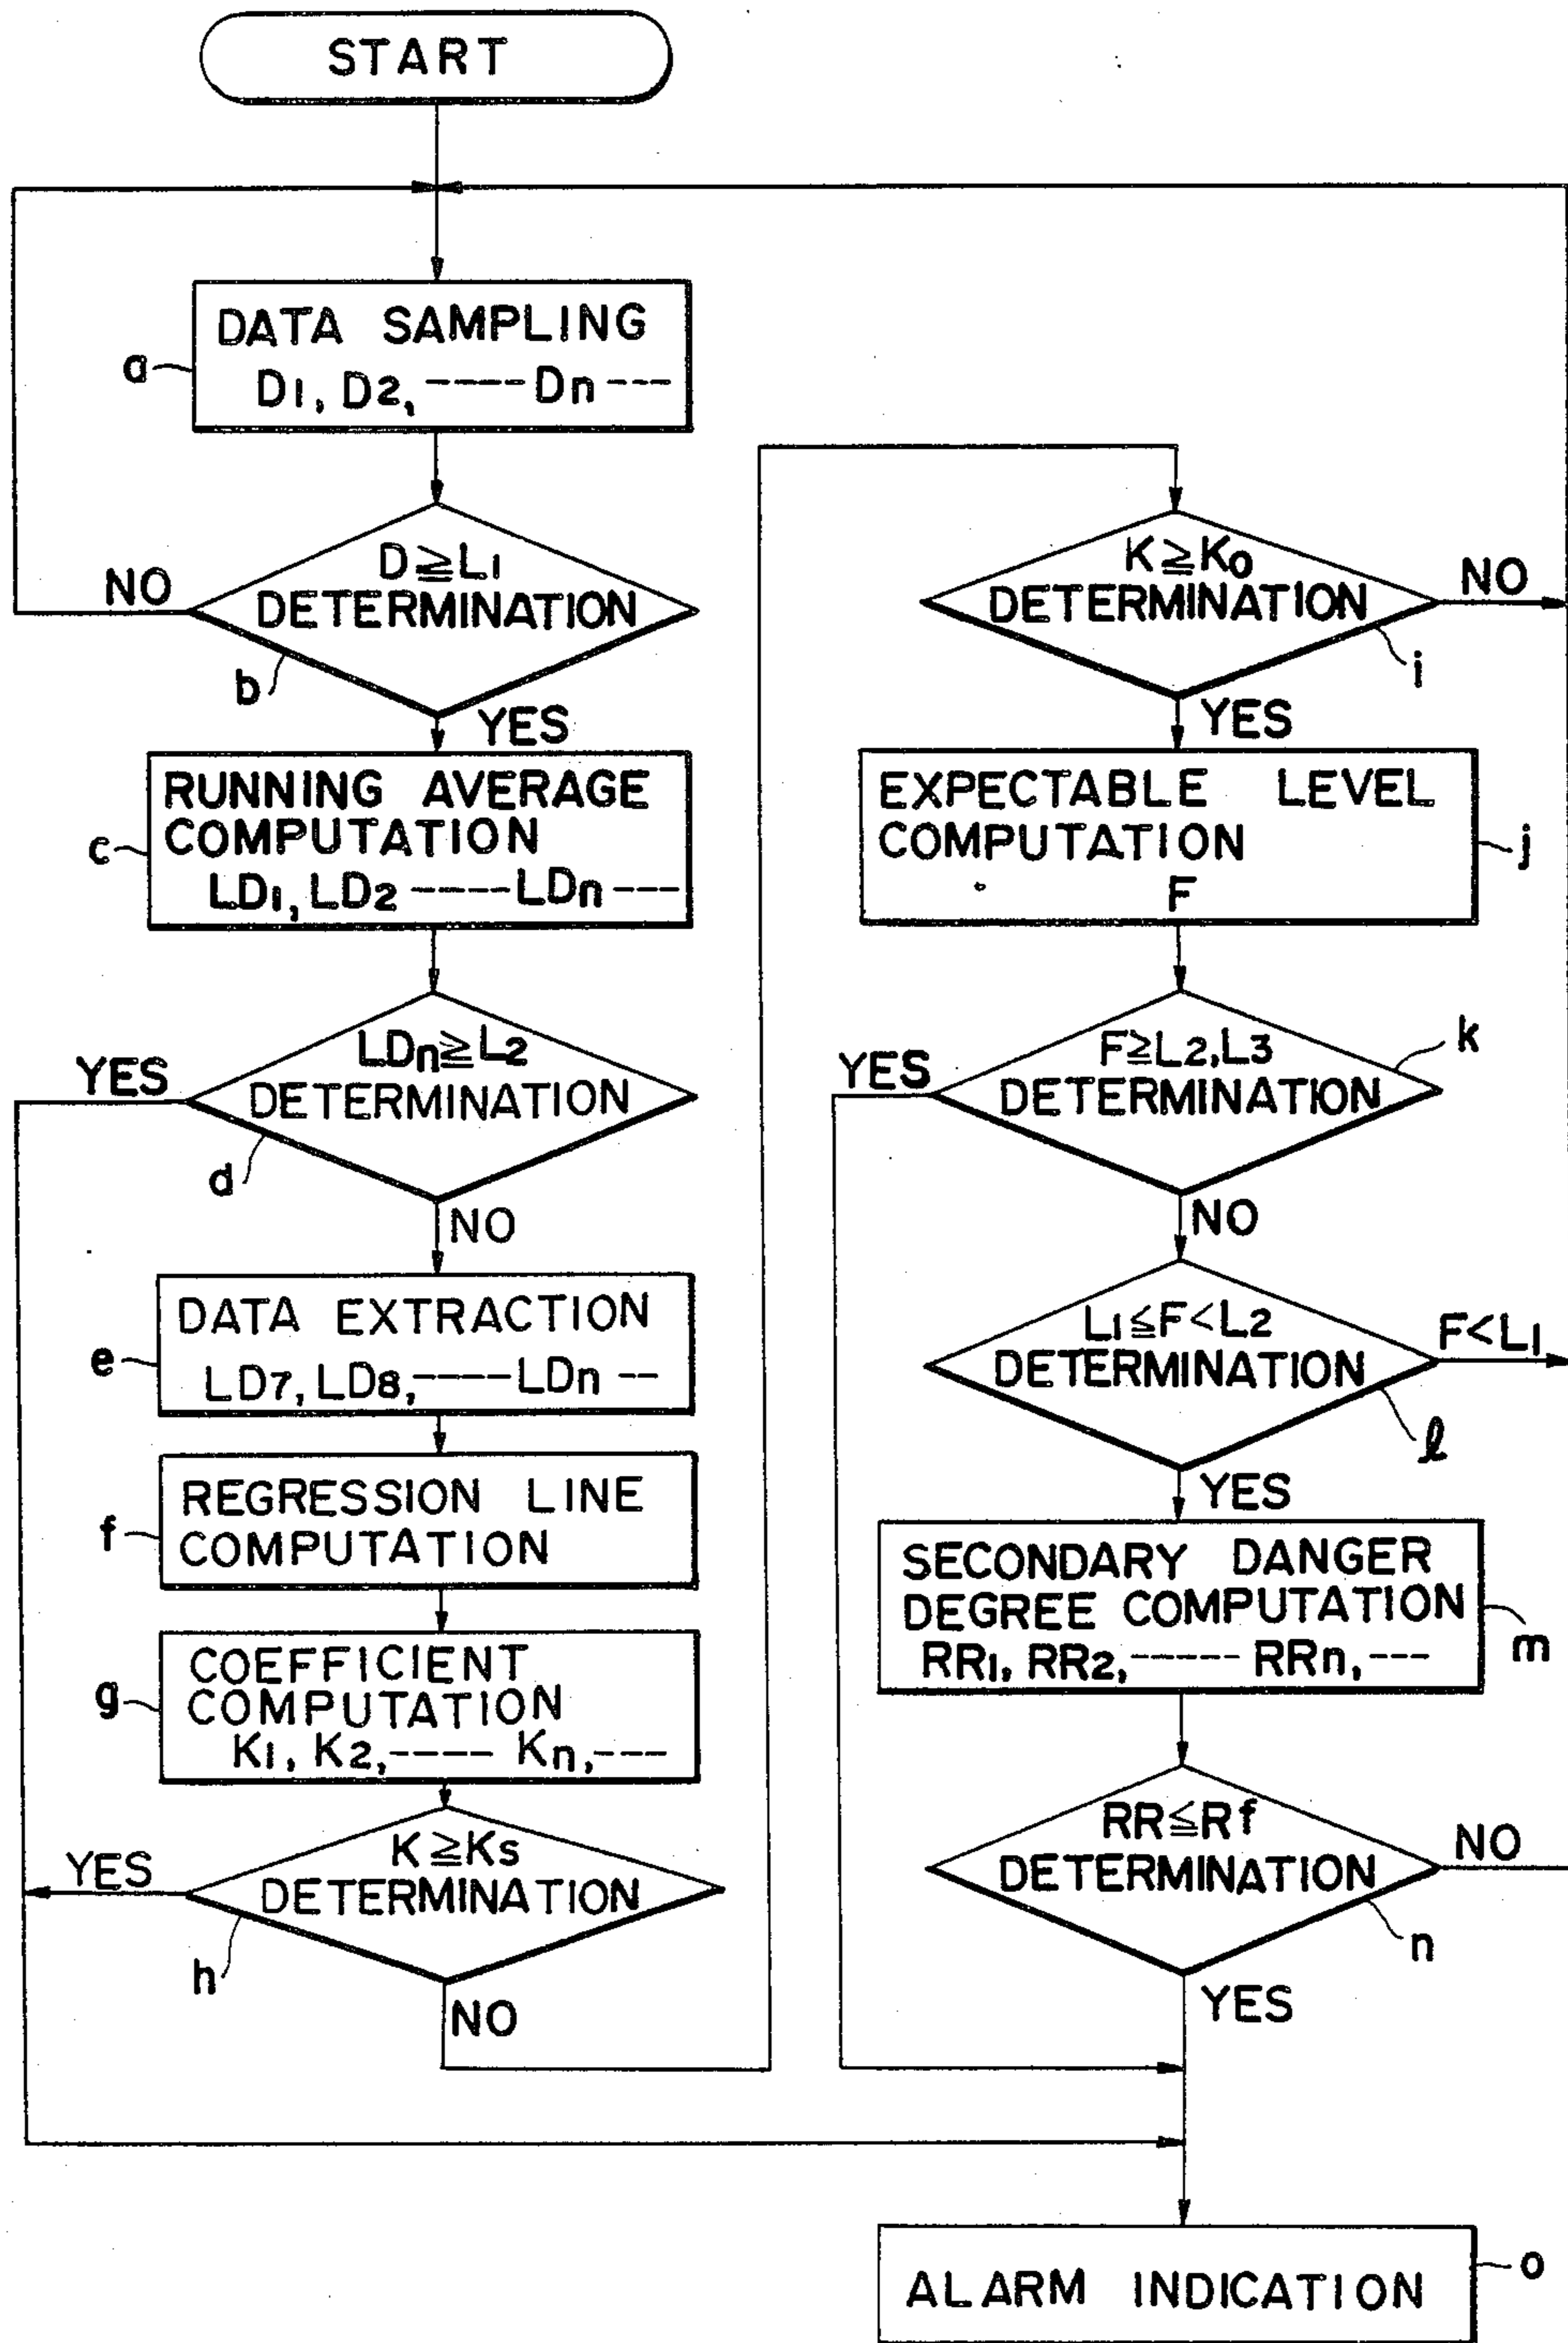 START
a
DATA SAMPLING
D1, D2, ---- Dn ---
D≧L1
DETERMINATION
NO
b
YES
c
RUNNING AVERAGE
COMPUTATION
LD1, LD2 ---- LDn ---
LDn≧L2
DETERMINATION
YES
d
NO
e
DATA EXTRACTION
LD7, LD8, ---- LDn --
f
REGRESSION LINE
COMPUTATION
g
COEFFICIENT
COMPUTATION
K1, K2, ---- Kn, ---
K≧Ks
DETERMINATION
YES
h
NO
K≧K0
DETERMINATION
NO
i
YES
EXPECTABLE LEVEL
COMPUTATION
F
j
F≧L2, L3
DETERMINATION
k
YES
NO
L1≦F<L2
DETERMINATION
F<L1
ℓ
YES
SECONDARY DANGER
DEGREE COMPUTATION
RR1, RR2, ----- RRn, ---
m
RR≦Rf
DETERMINATION
NO
n
YES
ALARM INDICATION
o